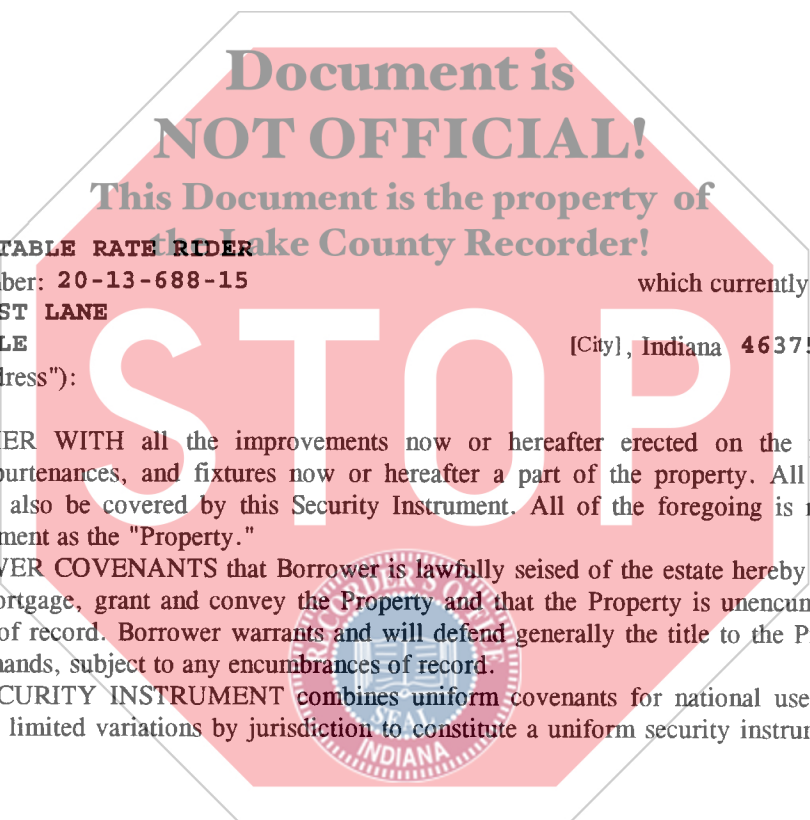 Document is
NOT OFFICIAL!
This Document is the property of
the Lake County Recorder!
TABLE RATE RIDER
ber: 20-13-688-15 which currently
ST LANE
LE [City], Indiana 46375
dress"):
STOP
ER WITH all the improvements now or hereafter erected on the
purtenances, and fixtures now or hereafter a part of the property. All
also be covered by this Security Instrument. All of the foregoing is r
ment as the "Property."
VER COVENANTS that Borrower is lawfully seised of the estate hereby
ortgage, grant and convey the Property and that the Property is unencum
of record. Borrower warrants and will defend generally the title to the P
nands, subject to any encumbrances of record.
CURITY INSTRUMENT combines uniform covenants for national use
limited variations by jurisdiction to constitute a uniform security instrum
RECORDER'S OFFICE
SEAL
INDIANA